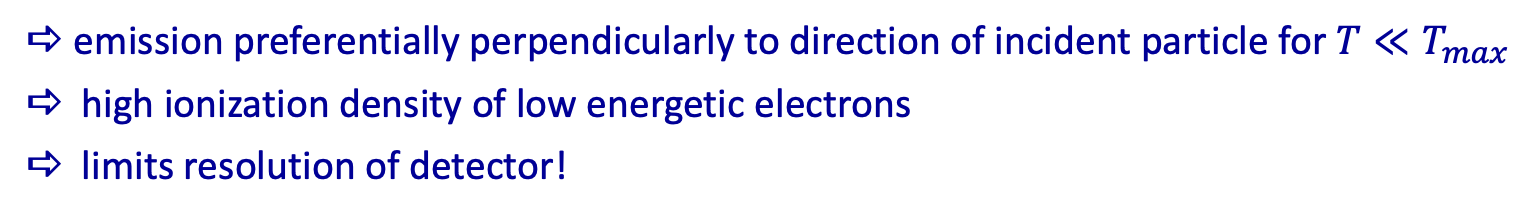 ⇨ emission preferentially perpendicularly to direction of incident particle for T ≪ Tmax
⇨ high ionization density of low energetic electrons
⇨ limits resolution of detector!